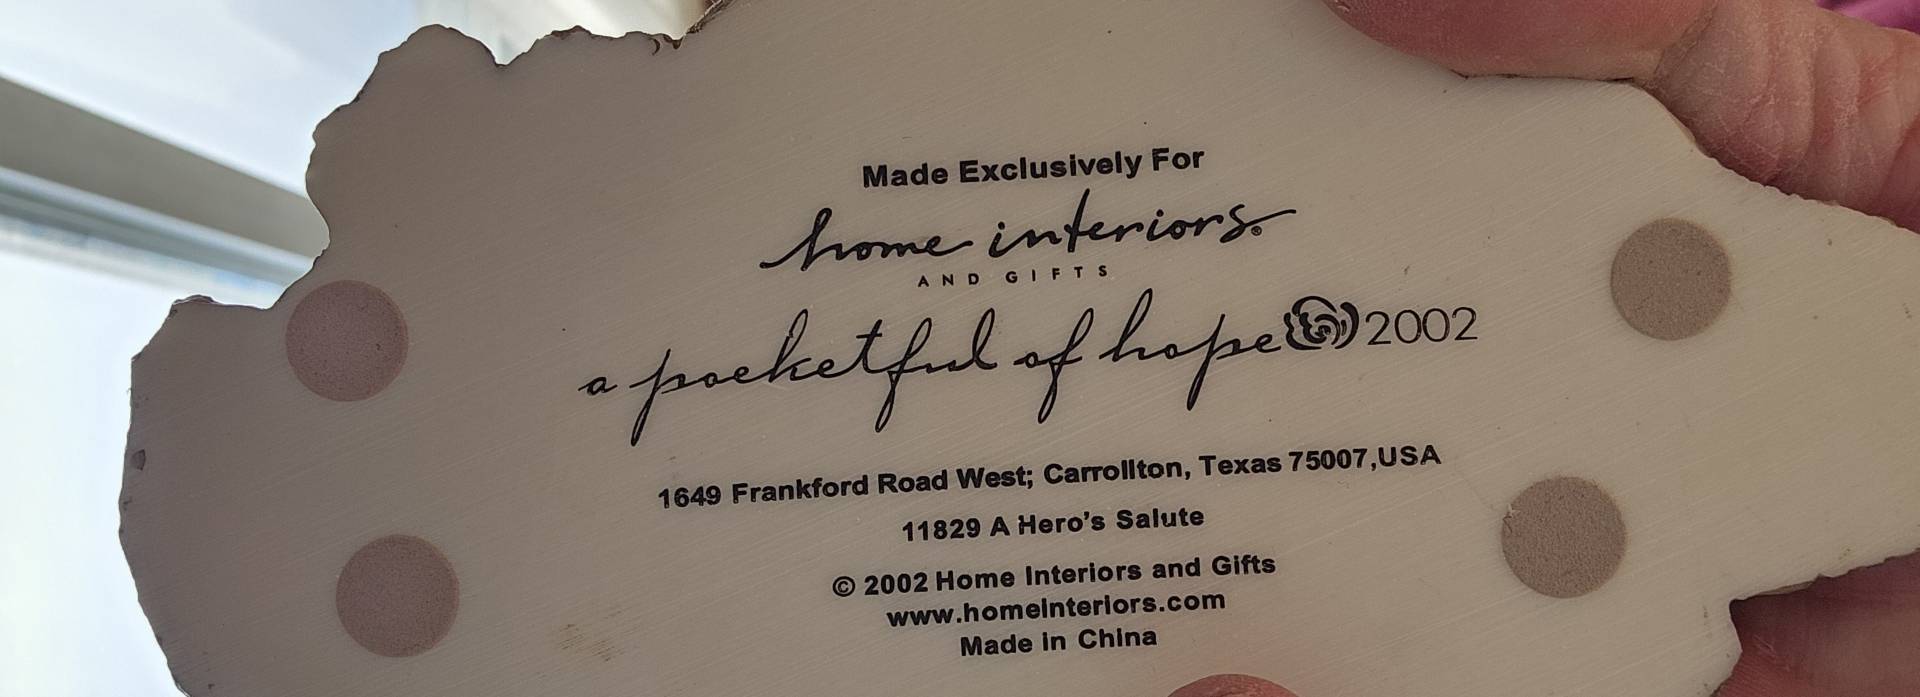 Made Exclusively For
home interiors®
AND GIFTS
a pocketful of hope 2002
1649 Frankford Road West; Carrollton, Texas 75007,USA
11829 A Hero's Salute
© 2002 Home Interiors and Gifts
www.homeinteriors.com
Made in China